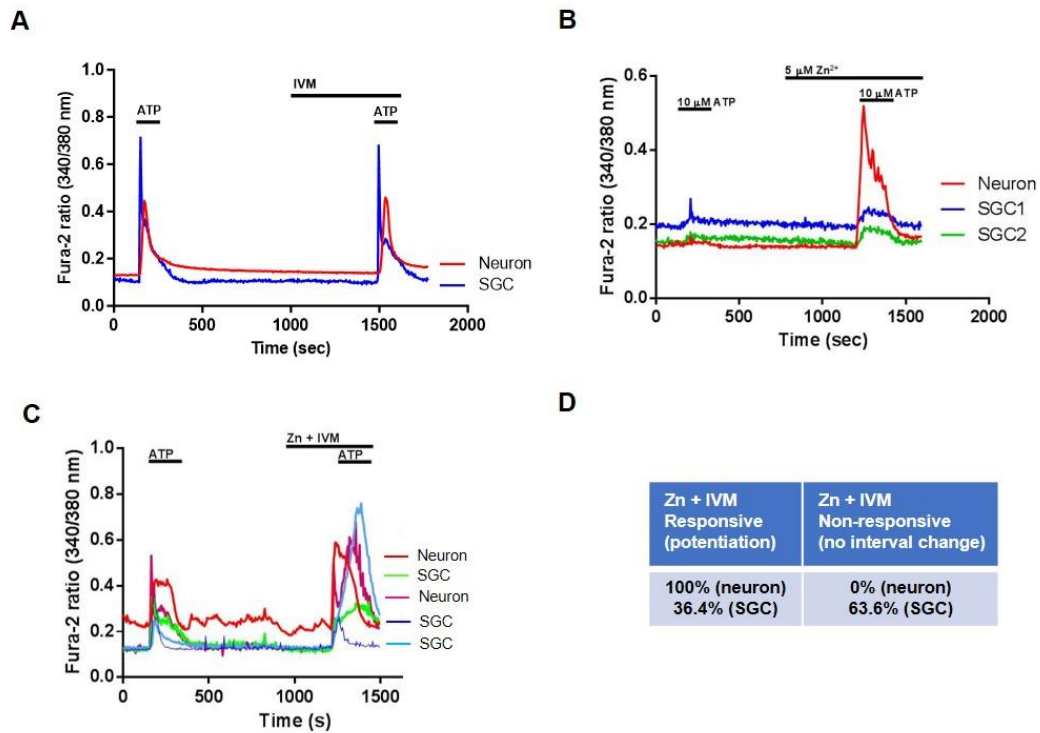 A
Fura-2 ratio (340/380 nm)
1.0
0.8
0.6
0.4
0.2
0.0
IVM
ATP
ATP
Neuron
SGC
0
500
1000
1500
2000
Time (sec)
B
Fura-2 ratio (340/380 nm)
0.6
0.4
0.2
0.0
5 μM Zn²⁺
10 μM ATP
10 μM ATP
Neuron
SGC1
SGC2
0
500
1000
1500
2000
Time (sec)
C
Fura-2 ratio (340/380 nm)
1.0
0.8
0.6
0.4
0.2
0.0
Zn + IVM
ATP
ATP
Neuron
SGC
Neuron
SGC
SGC
0
500
1000
1500
Time (s)
D
Zn + IVM
Responsive
(potentiation)
Zn + IVM
Non-responsive
(no interval change)
100% (neuron)
36.4% (SGC)
0% (neuron)
63.6% (SGC)